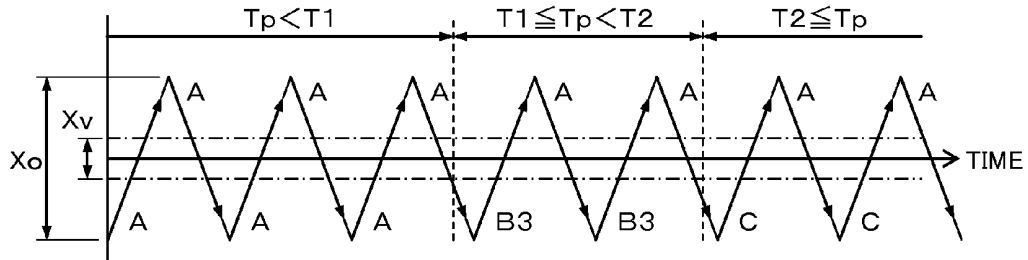 Tp<T1 T1≦Tp<T2 T2≦Tp
A A A A A A A
Xv
Xo
TIME
A A A B3 B3 C C